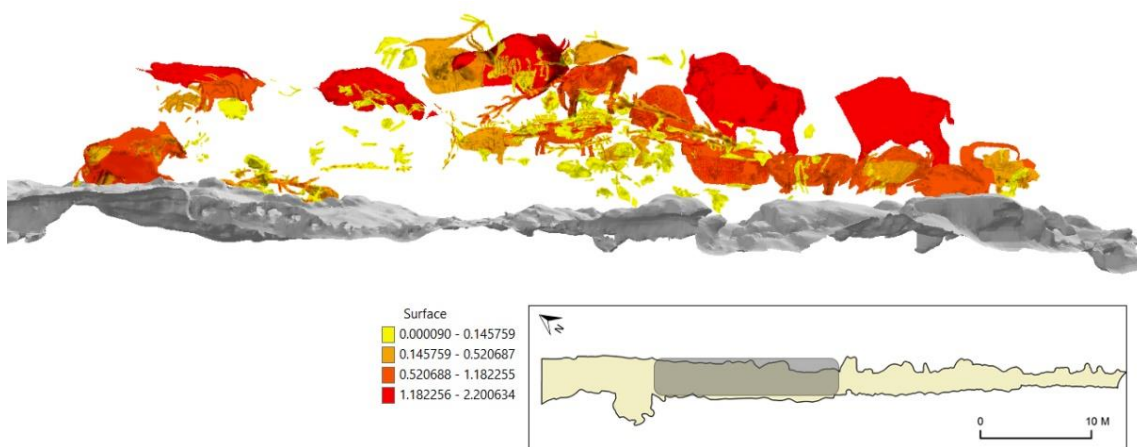 Surface
0.000090 - 0.145759
0.145759 - 0.520687
0.520688 - 1.182255
1.182256 - 2.200634
N
0 10 M